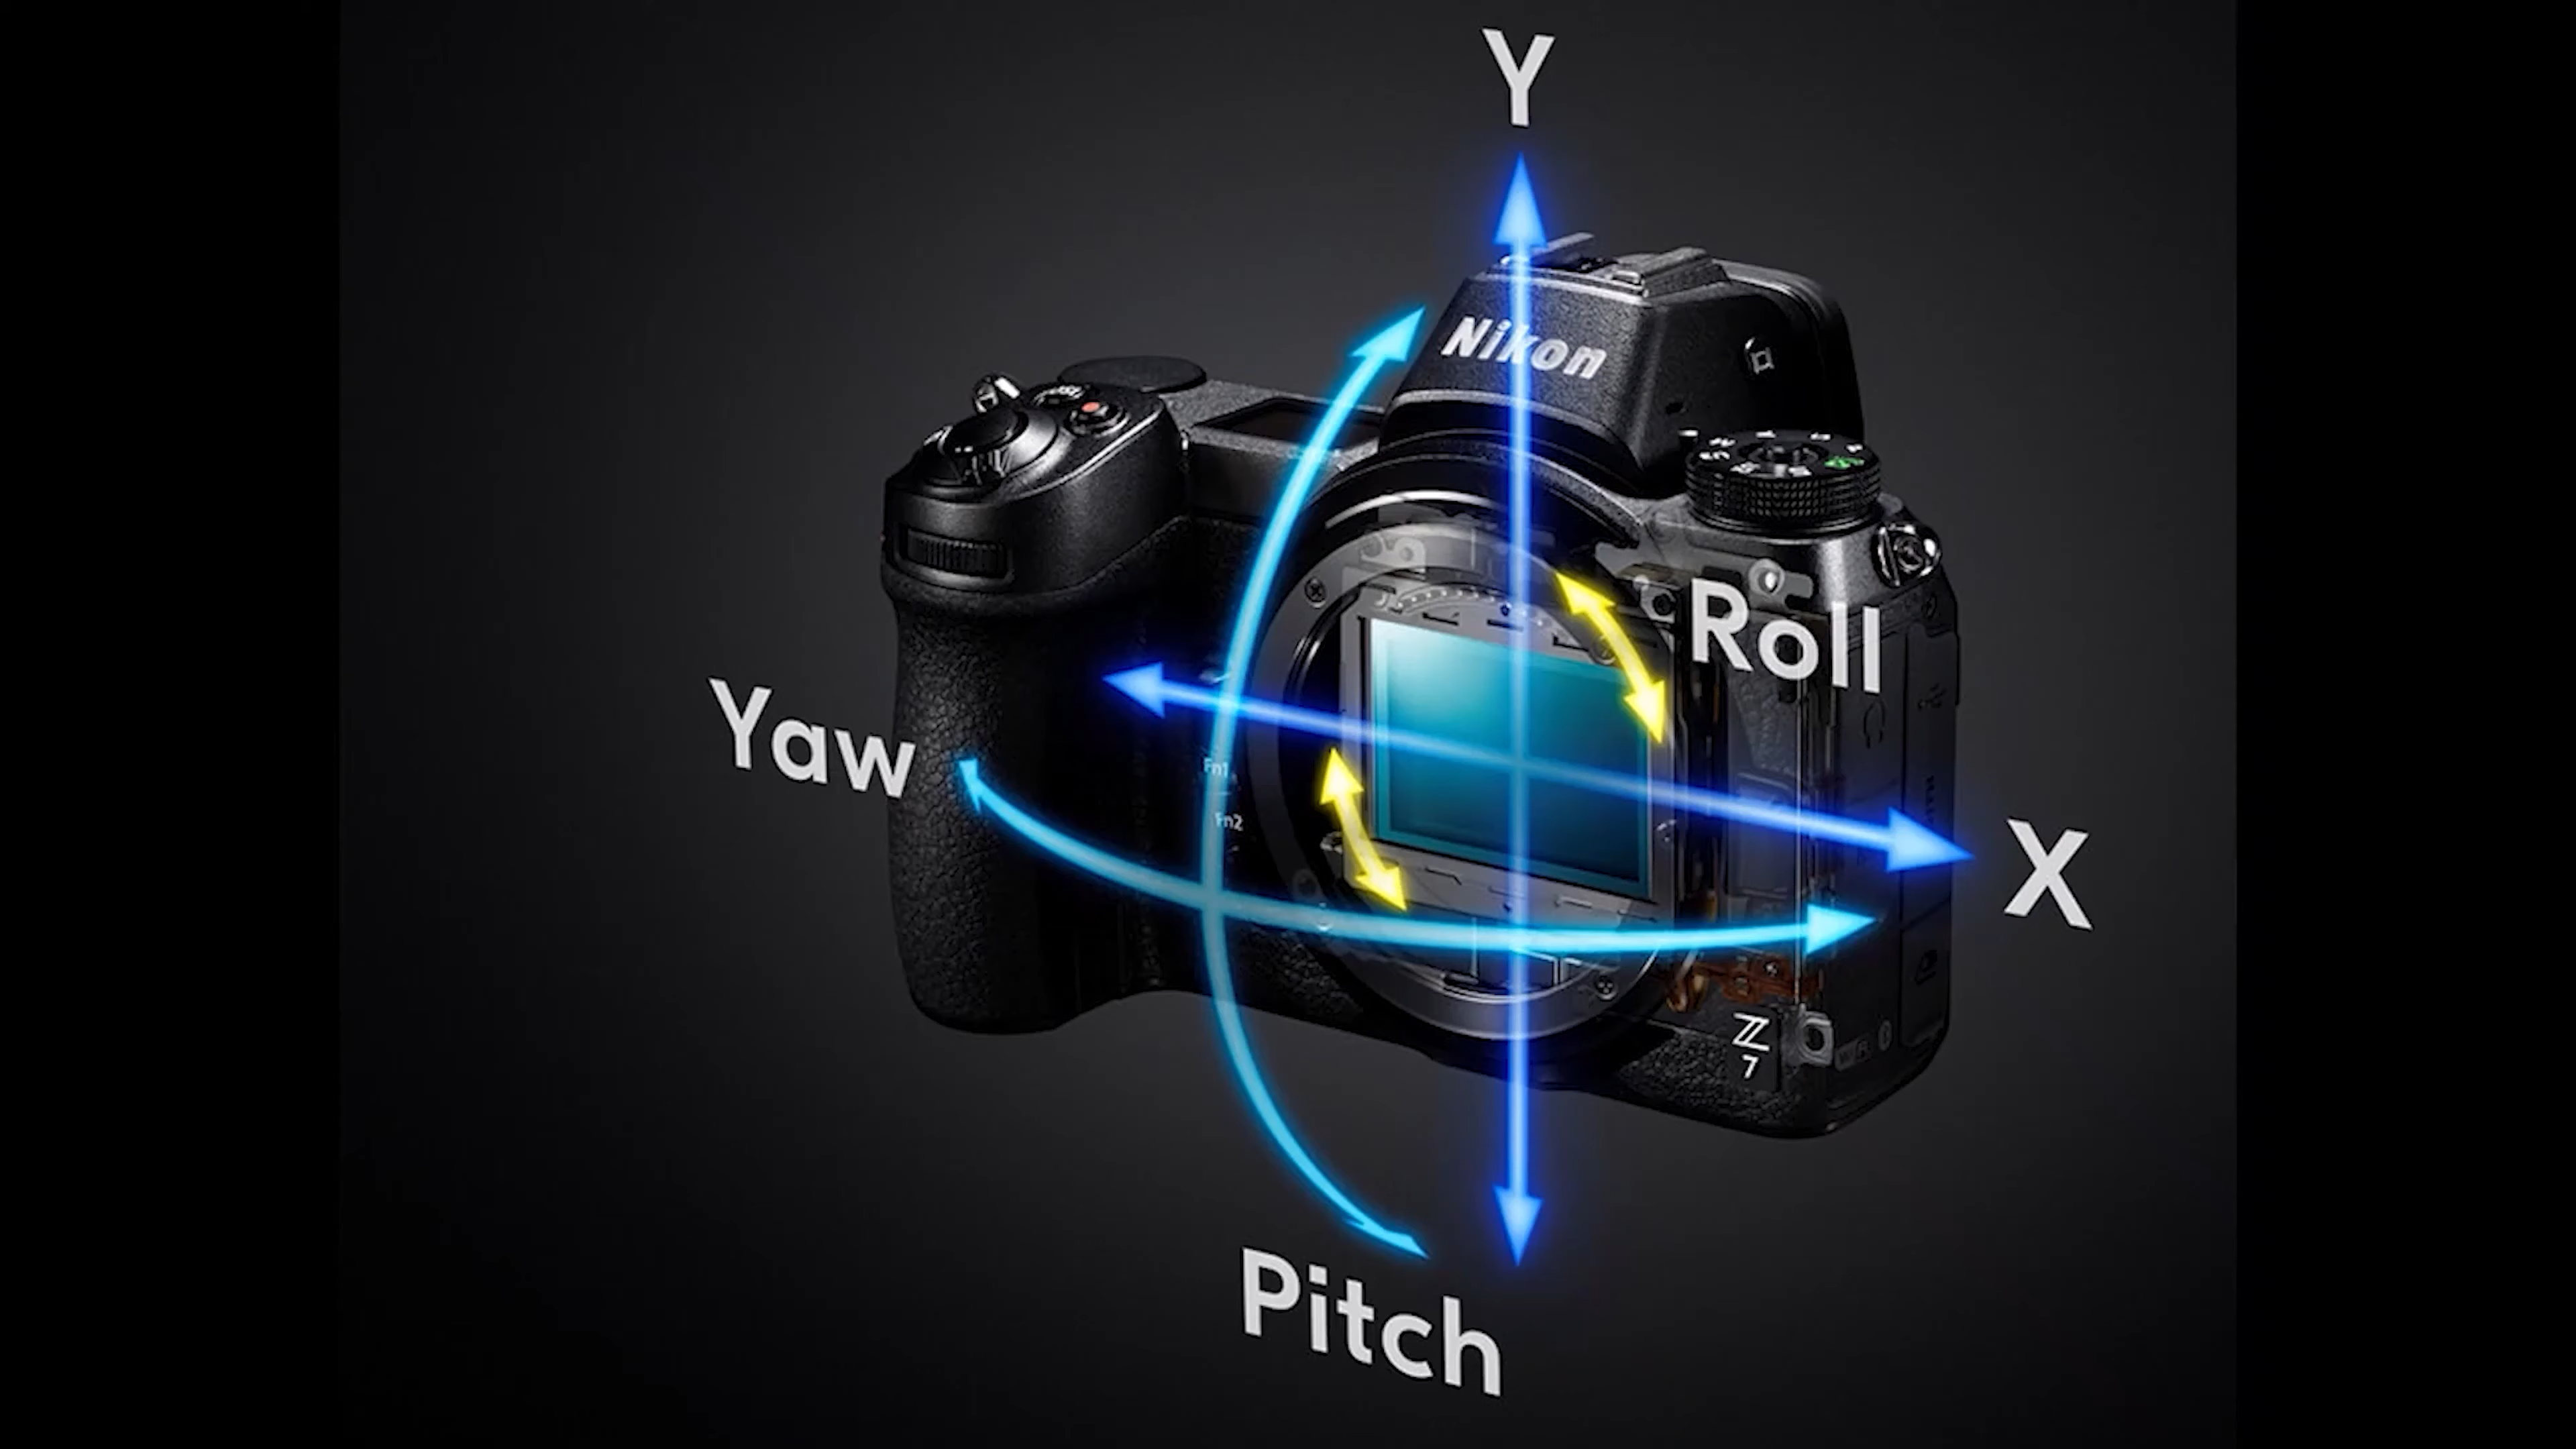 Y
Nikon
Roll
Yaw
Fn1
Fn2
X
Z
7
Pitch